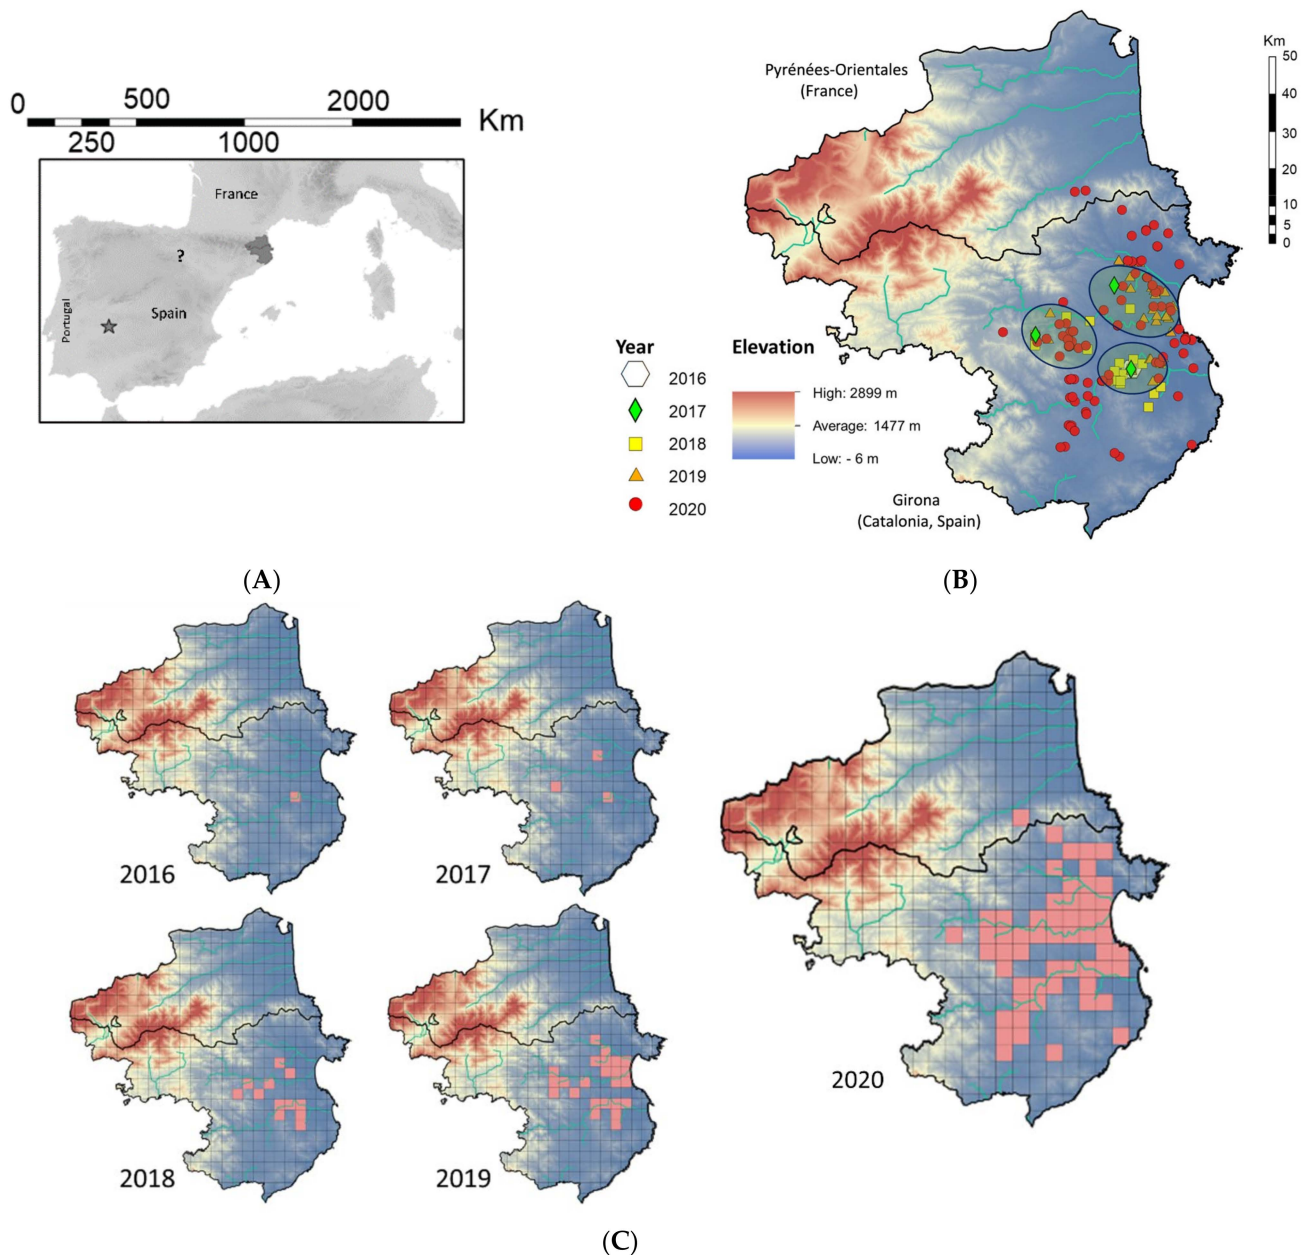 0 500 2000
Km
250 1000
France
?
Spain
Portugal
(A)
Pyrénées-Orientales
(France)
Km
50
40
30
20
10
5
0
Year
2016
2017
2018
2019
2020
Elevation
High: 2899 m
Average: 1477 m
Low: - 6 m
Girona
(Catalonia, Spain)
(B)
2016
2017
2018
2019
2020
(C)